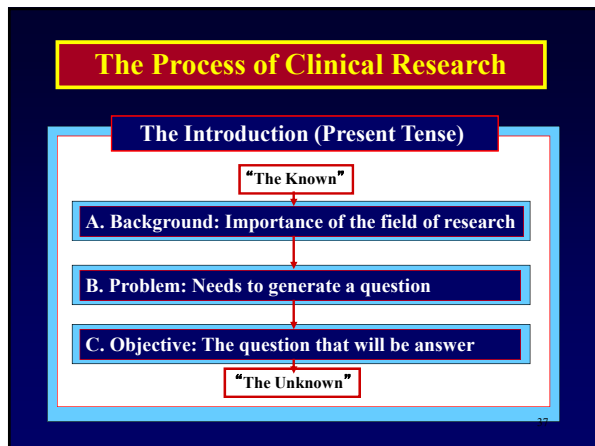 The Process of Clinical Research
The Introduction (Present Tense)
“The Known”
A. Background: Importance of the field of research
B. Problem: Needs to generate a question
C. Objective: The question that will be answer
“The Unknown”
37